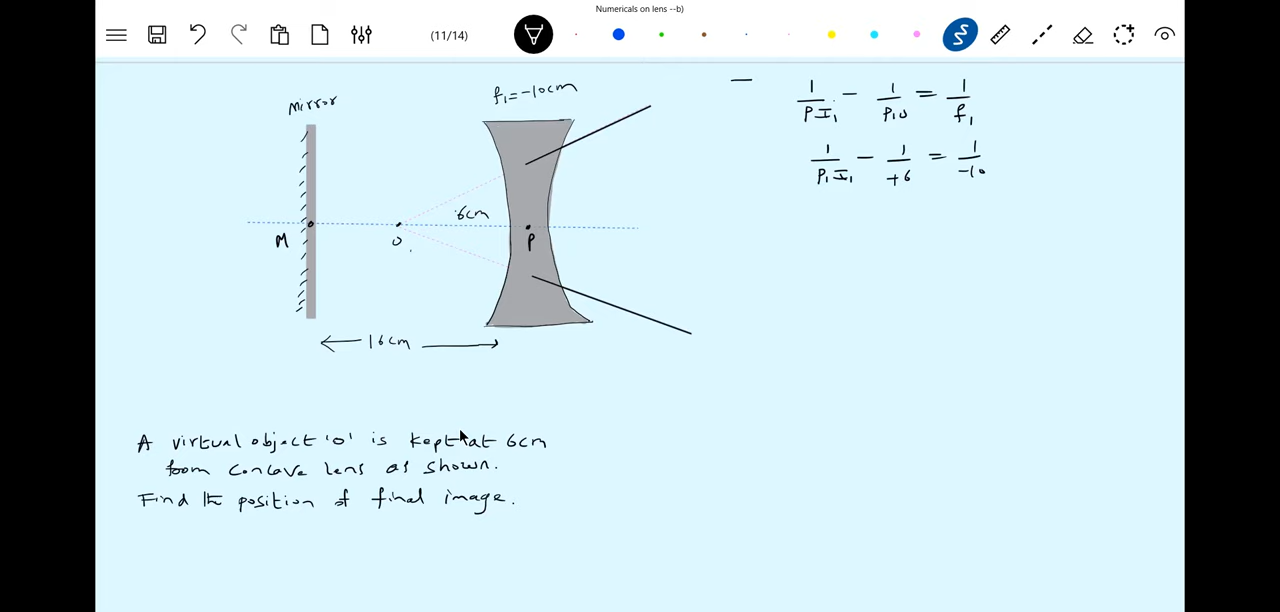 Numericals on lens --b)
(11/14)
Mirror
f₁=-10cm
M
O
6cm
P
16cm
A virtual object 'O' is kept at 6cm
from concave lens as shown.
Find the position of final image.
1/PI₁ - 1/P₁O = 1/f₁
1/P₁I₁ - 1/+6 = 1/-10